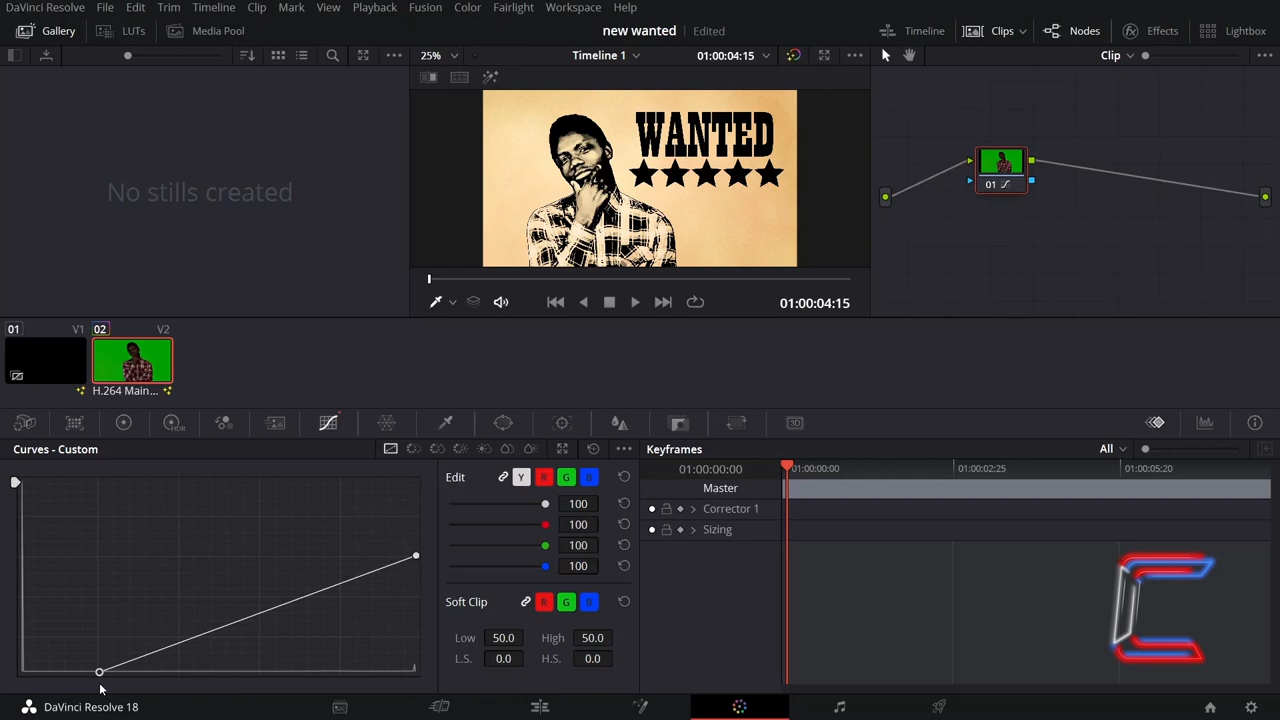 DaVinci Resolve File Edit Trim Timeline Clip Mark View Playback Fusion Color Fairlight Workspace Help
Gallery LUTs Media Pool new wanted Edited Timeline Clips Nodes Effects Lightbox
25% Timeline 1 01:00:04:15 Clip
WANTED
No stills created
01
01:00:04:15
01 V1 02 V2
H.264 Main...
HDR
3D
Curves - Custom Keyframes All
Edit Y R G B 01:00:00:00 01:00:00:00 01:00:02:25 01:00:05:20
Master
100
Corrector 1
100
Sizing
100
100
Soft Clip R G B
Low 50.0 High 50.0
L.S. 0.0 H.S. 0.0
DaVinci Resolve 18